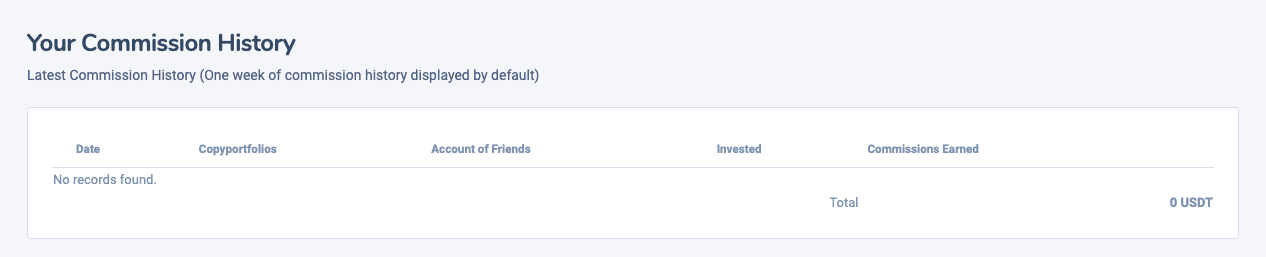 Your Commission History
Latest Commission History (One week of commission history displayed by default)
Date Copyportfolios Account of Friends Invested Commissions Earned
No records found.
Total 0 USDT